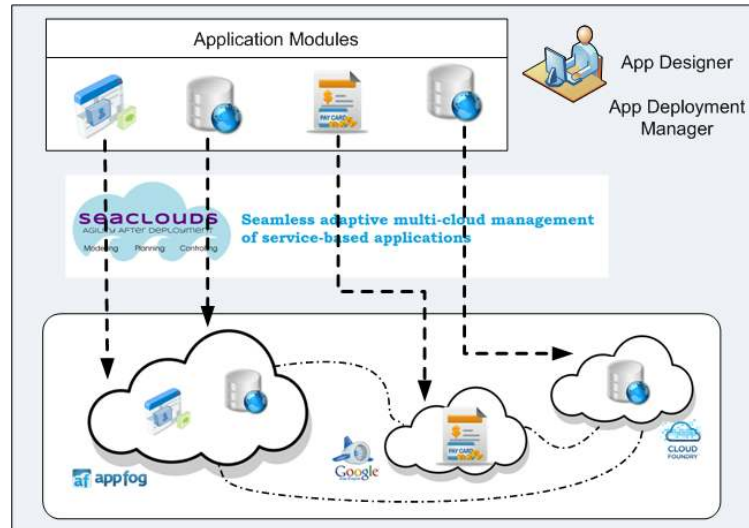 Application Modules
App Designer
App Deployment
Manager
PAY CARD
seaclouds
AGILITY AFTER DEPLOYMENT
Modeling Planning Controlling
Seamless adaptive multi-cloud management
of service-based applications
PAY CARD
af appfog
Google
CLOUD
FOUNDRY